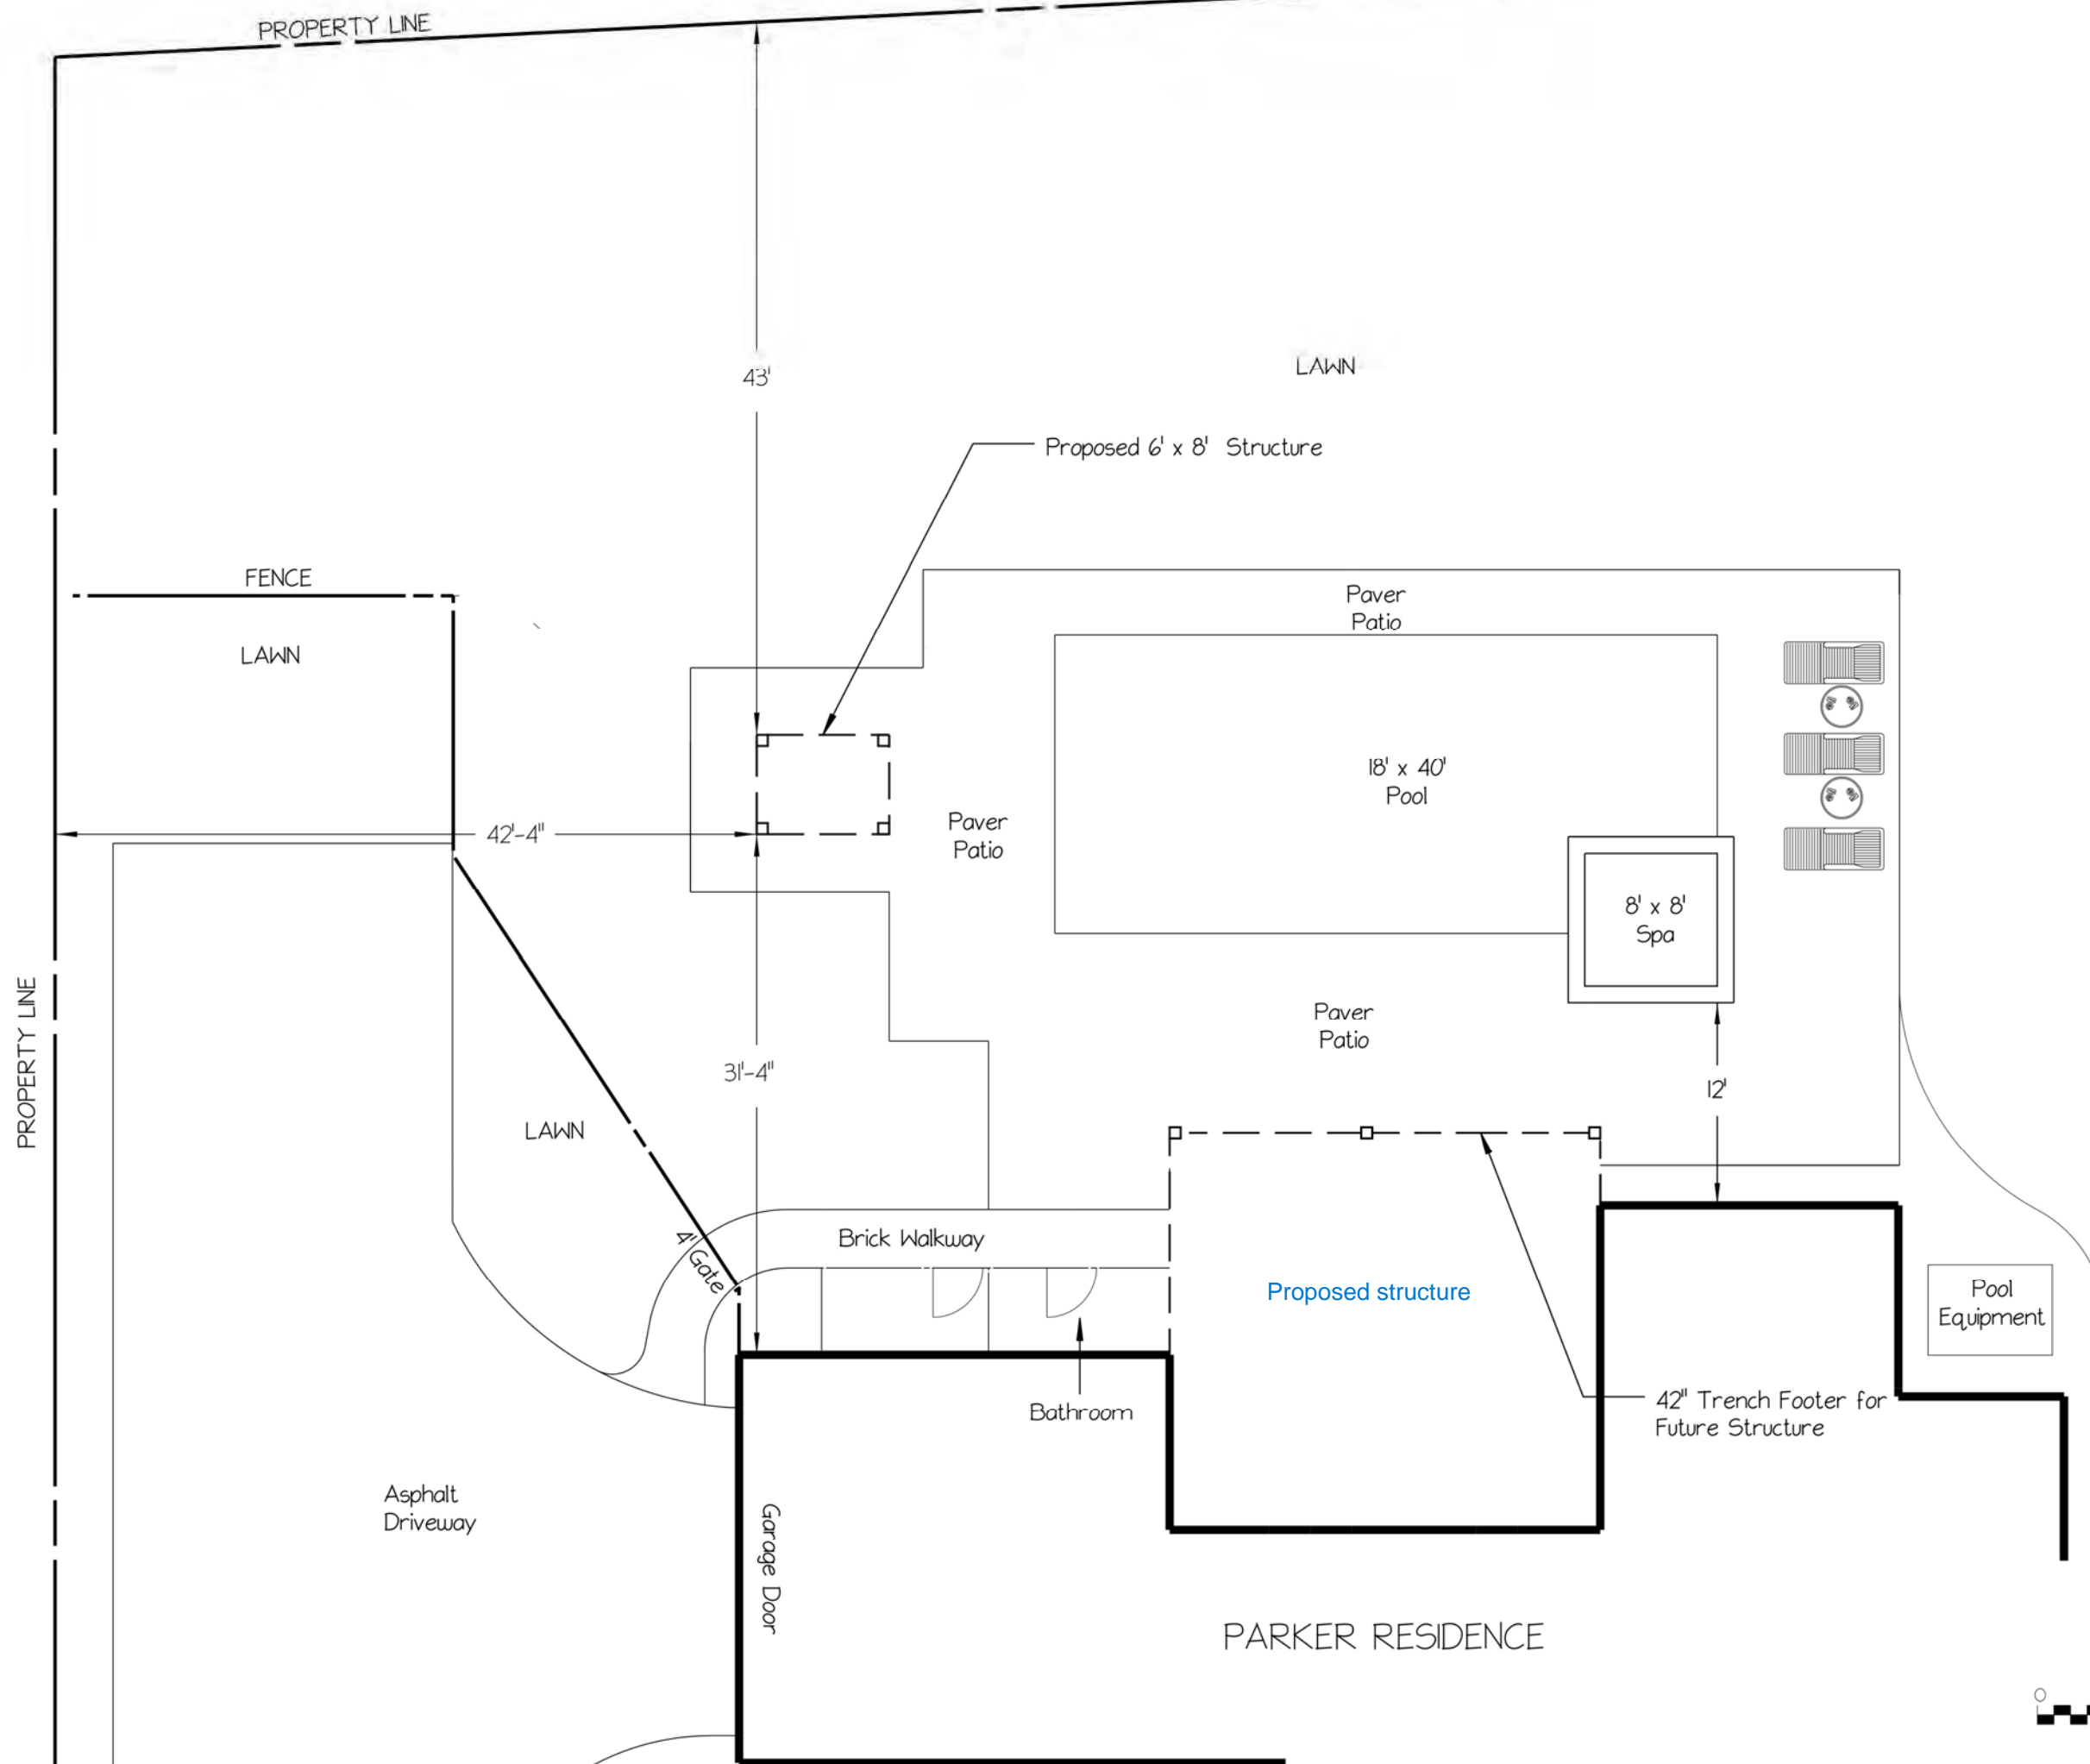 PROPERTY LINE
43'
LAWN
Proposed 6' x 8' Structure
FENCE
LAWN
Paver
Patio
18' x 40'
Pool
42'-4"
Paver
Patio
8' x 8'
Spa
PROPERTY LINE
Paver
Patio
31'-4"
12'
LAWN
4' Gate
Brick Walkway
Proposed structure
Pool
Equipment
Bathroom
42" Trench Footer for
Future Structure
Asphalt
Driveway
Garage Door
PARKER RESIDENCE
0